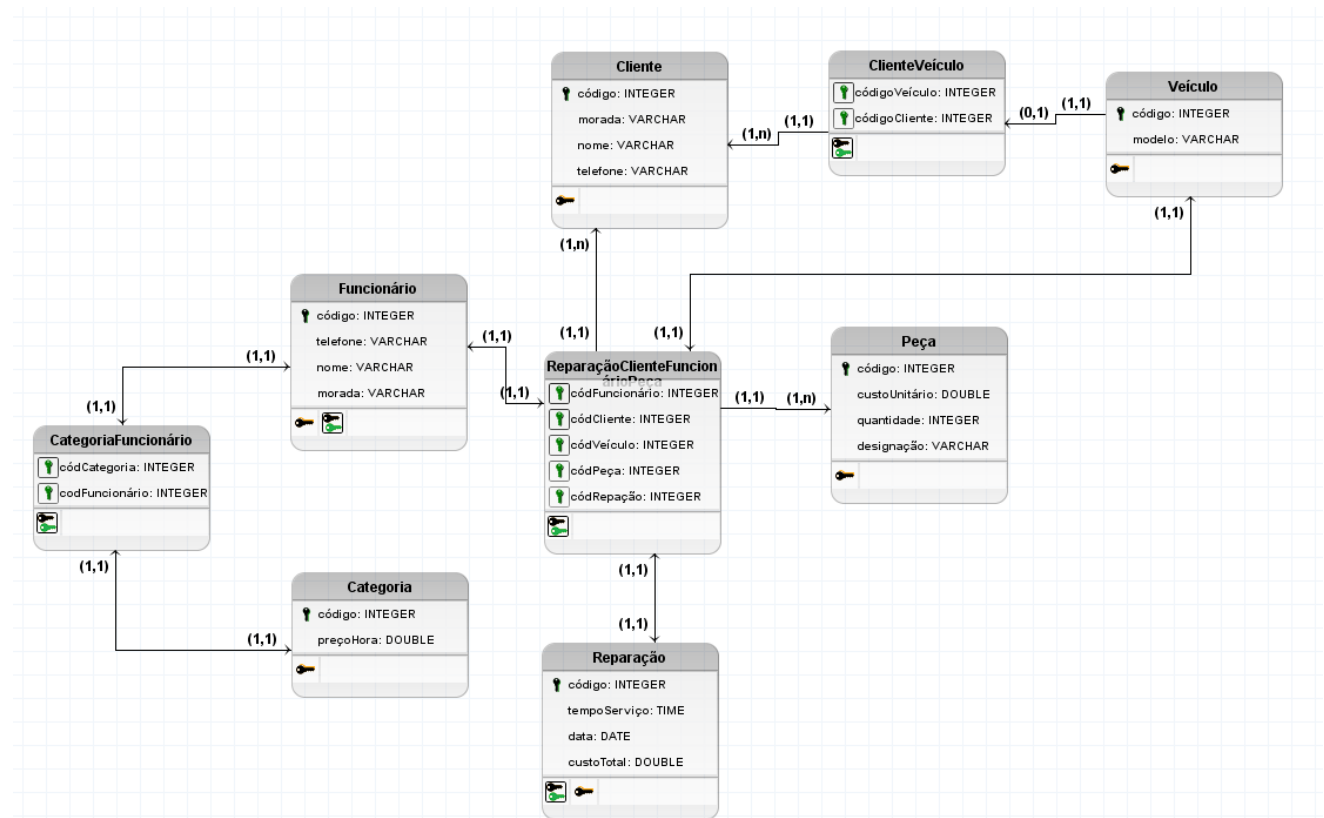 Cliente
código: INTEGER
morada: VARCHAR
nome: VARCHAR
telefone: VARCHAR
(1,n)
(1,1)
ClienteVeículo
códigoVeículo: INTEGER
códigoCliente: INTEGER
(0,1)
(1,1)
Veículo
código: INTEGER
modelo: VARCHAR
(1,1)
(1,n)
(1,1)
(1,1)
Funcionário
código: INTEGER
telefone: VARCHAR
nome: VARCHAR
morada: VARCHAR
(1,1)
(1,1)
(1,1)
(1,1)
ReparaçãoClienteFuncion
árioPeça
códFuncionário: INTEGER
códCliente: INTEGER
códVeículo: INTEGER
códPeça: INTEGER
códRepação: INTEGER
(1,1)
(1,n)
Peça
código: INTEGER
custoUnitário: DOUBLE
quantidade: INTEGER
designação: VARCHAR
CategoriaFuncionário
códCategoria: INTEGER
codFuncionário: INTEGER
(1,1)
(1,1)
Categoria
código: INTEGER
preçoHora: DOUBLE
(1,1)
(1,1)
Reparação
código: INTEGER
tempoServiço: TIME
data: DATE
custoTotal: DOUBLE